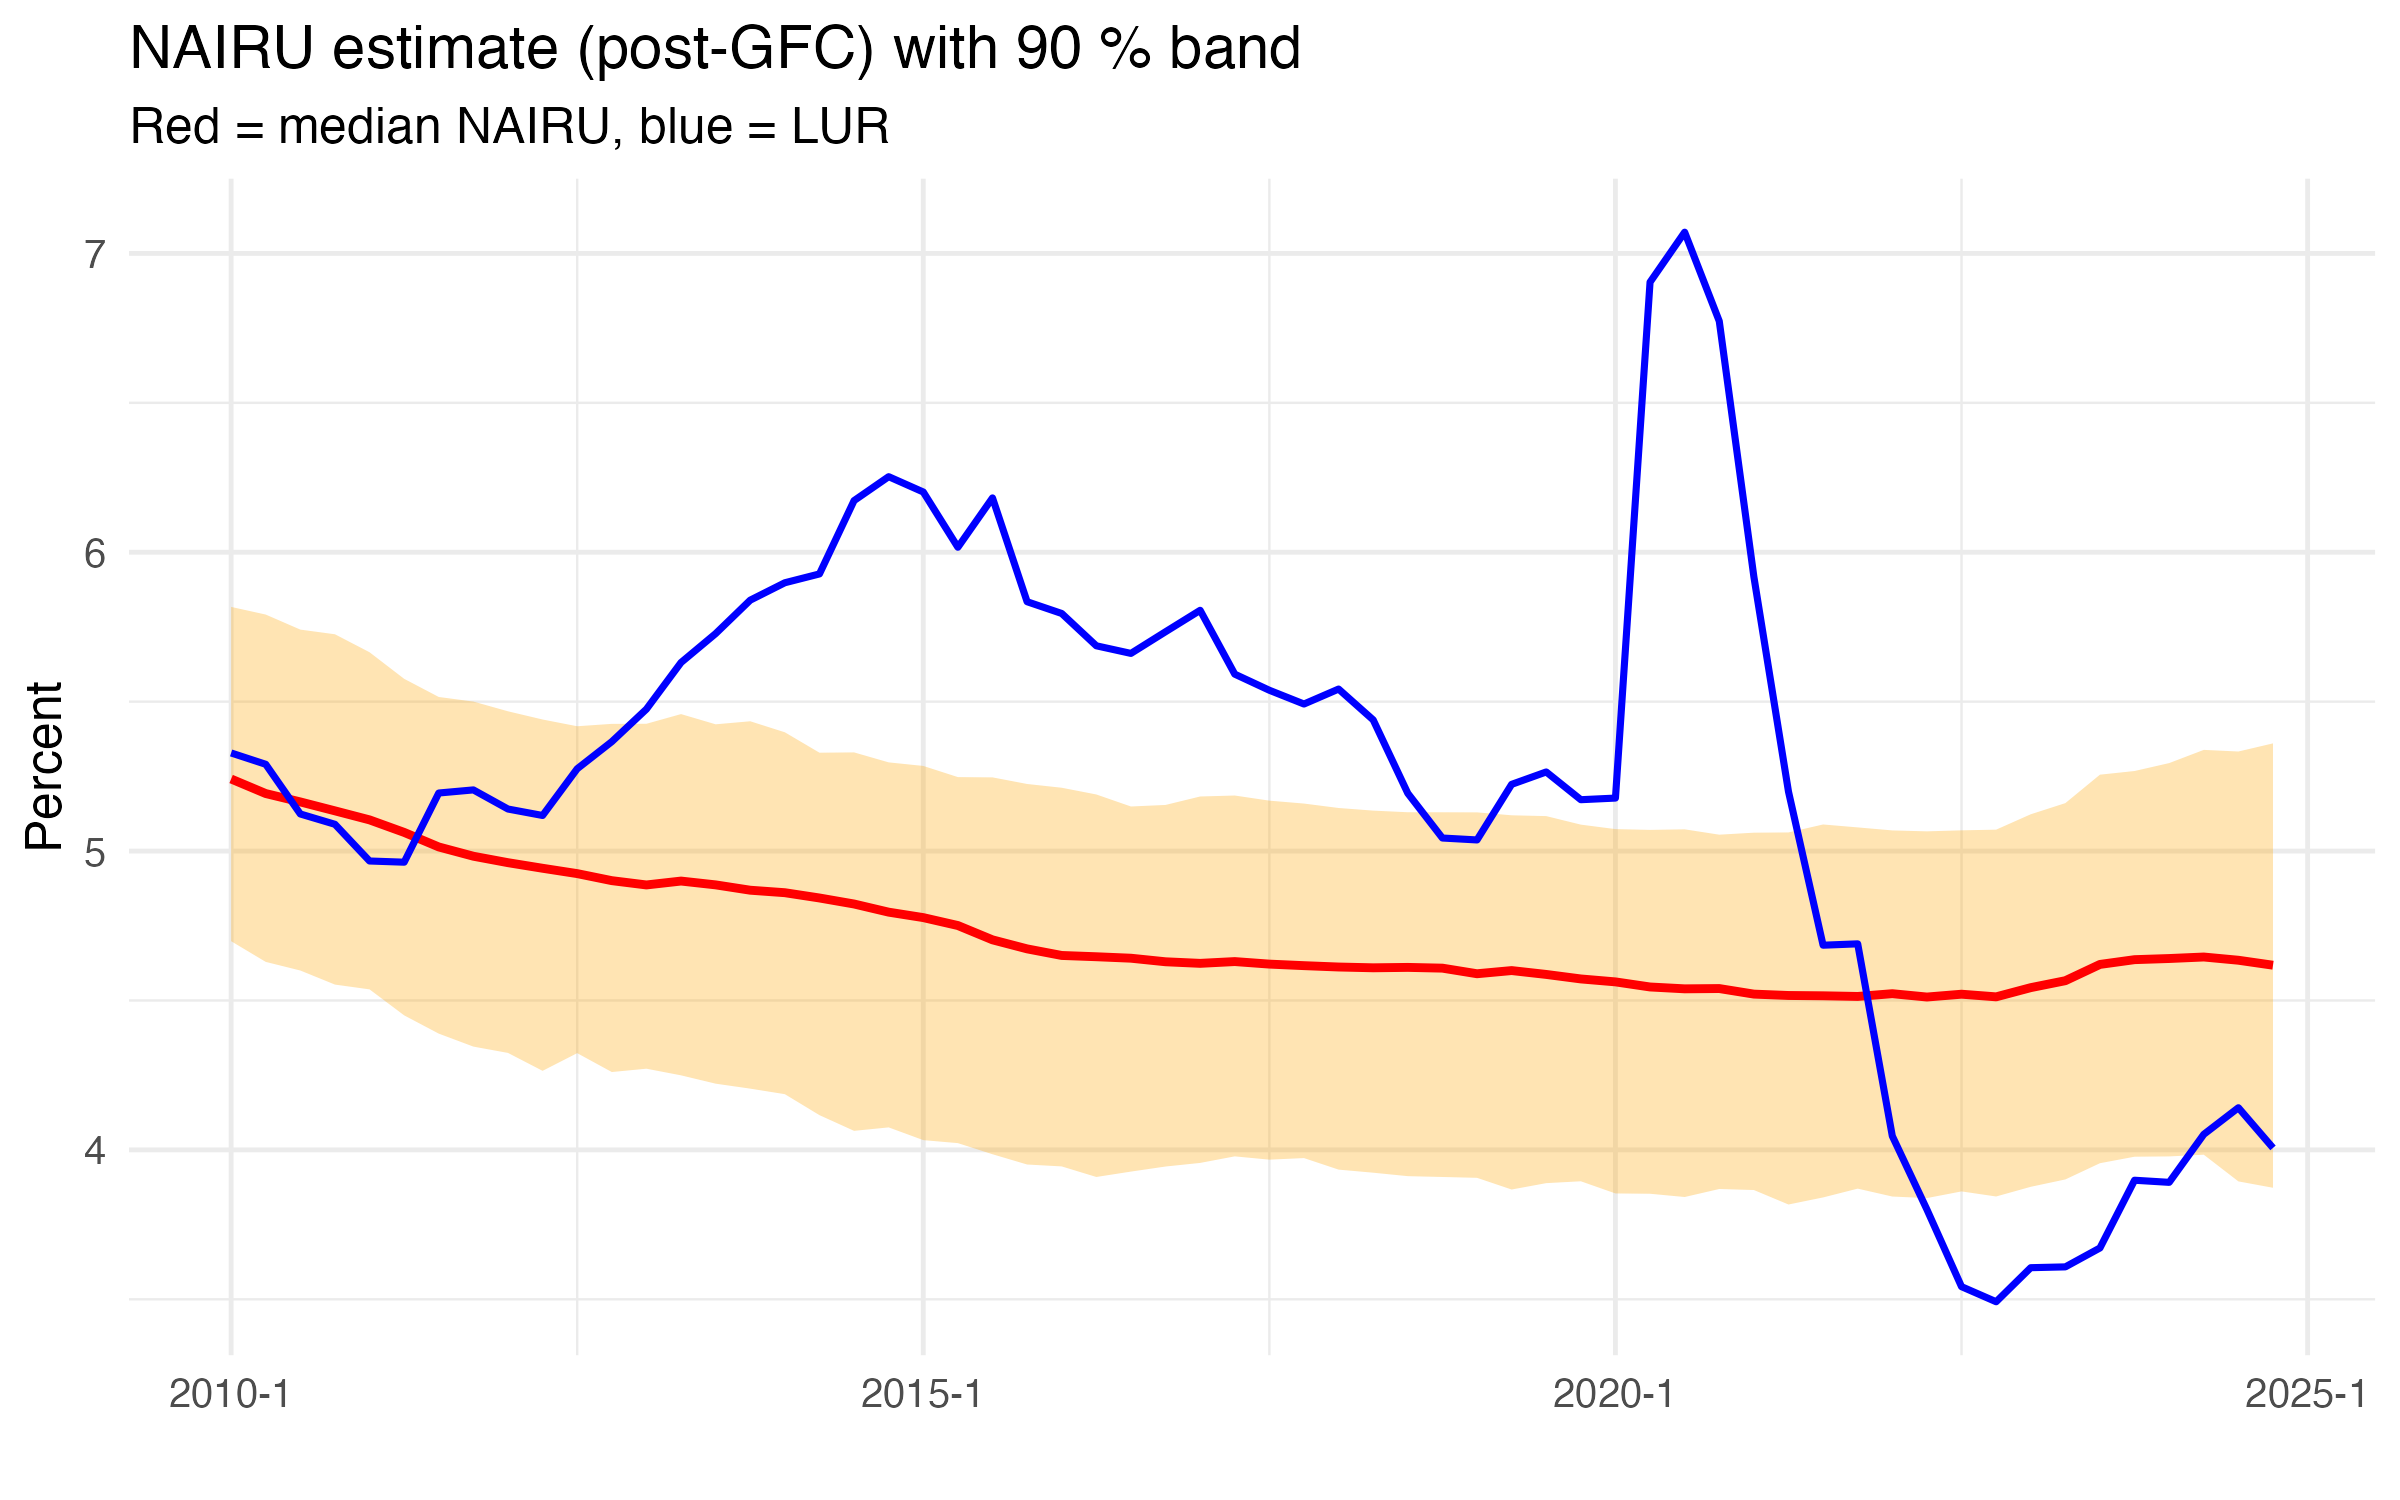 NAIRU estimate (post-GFC) with 90 % band
Red = median NAIRU, blue = LUR
Percent
7
6
5
4
2010-1
2015-1
2020-1
2025-1